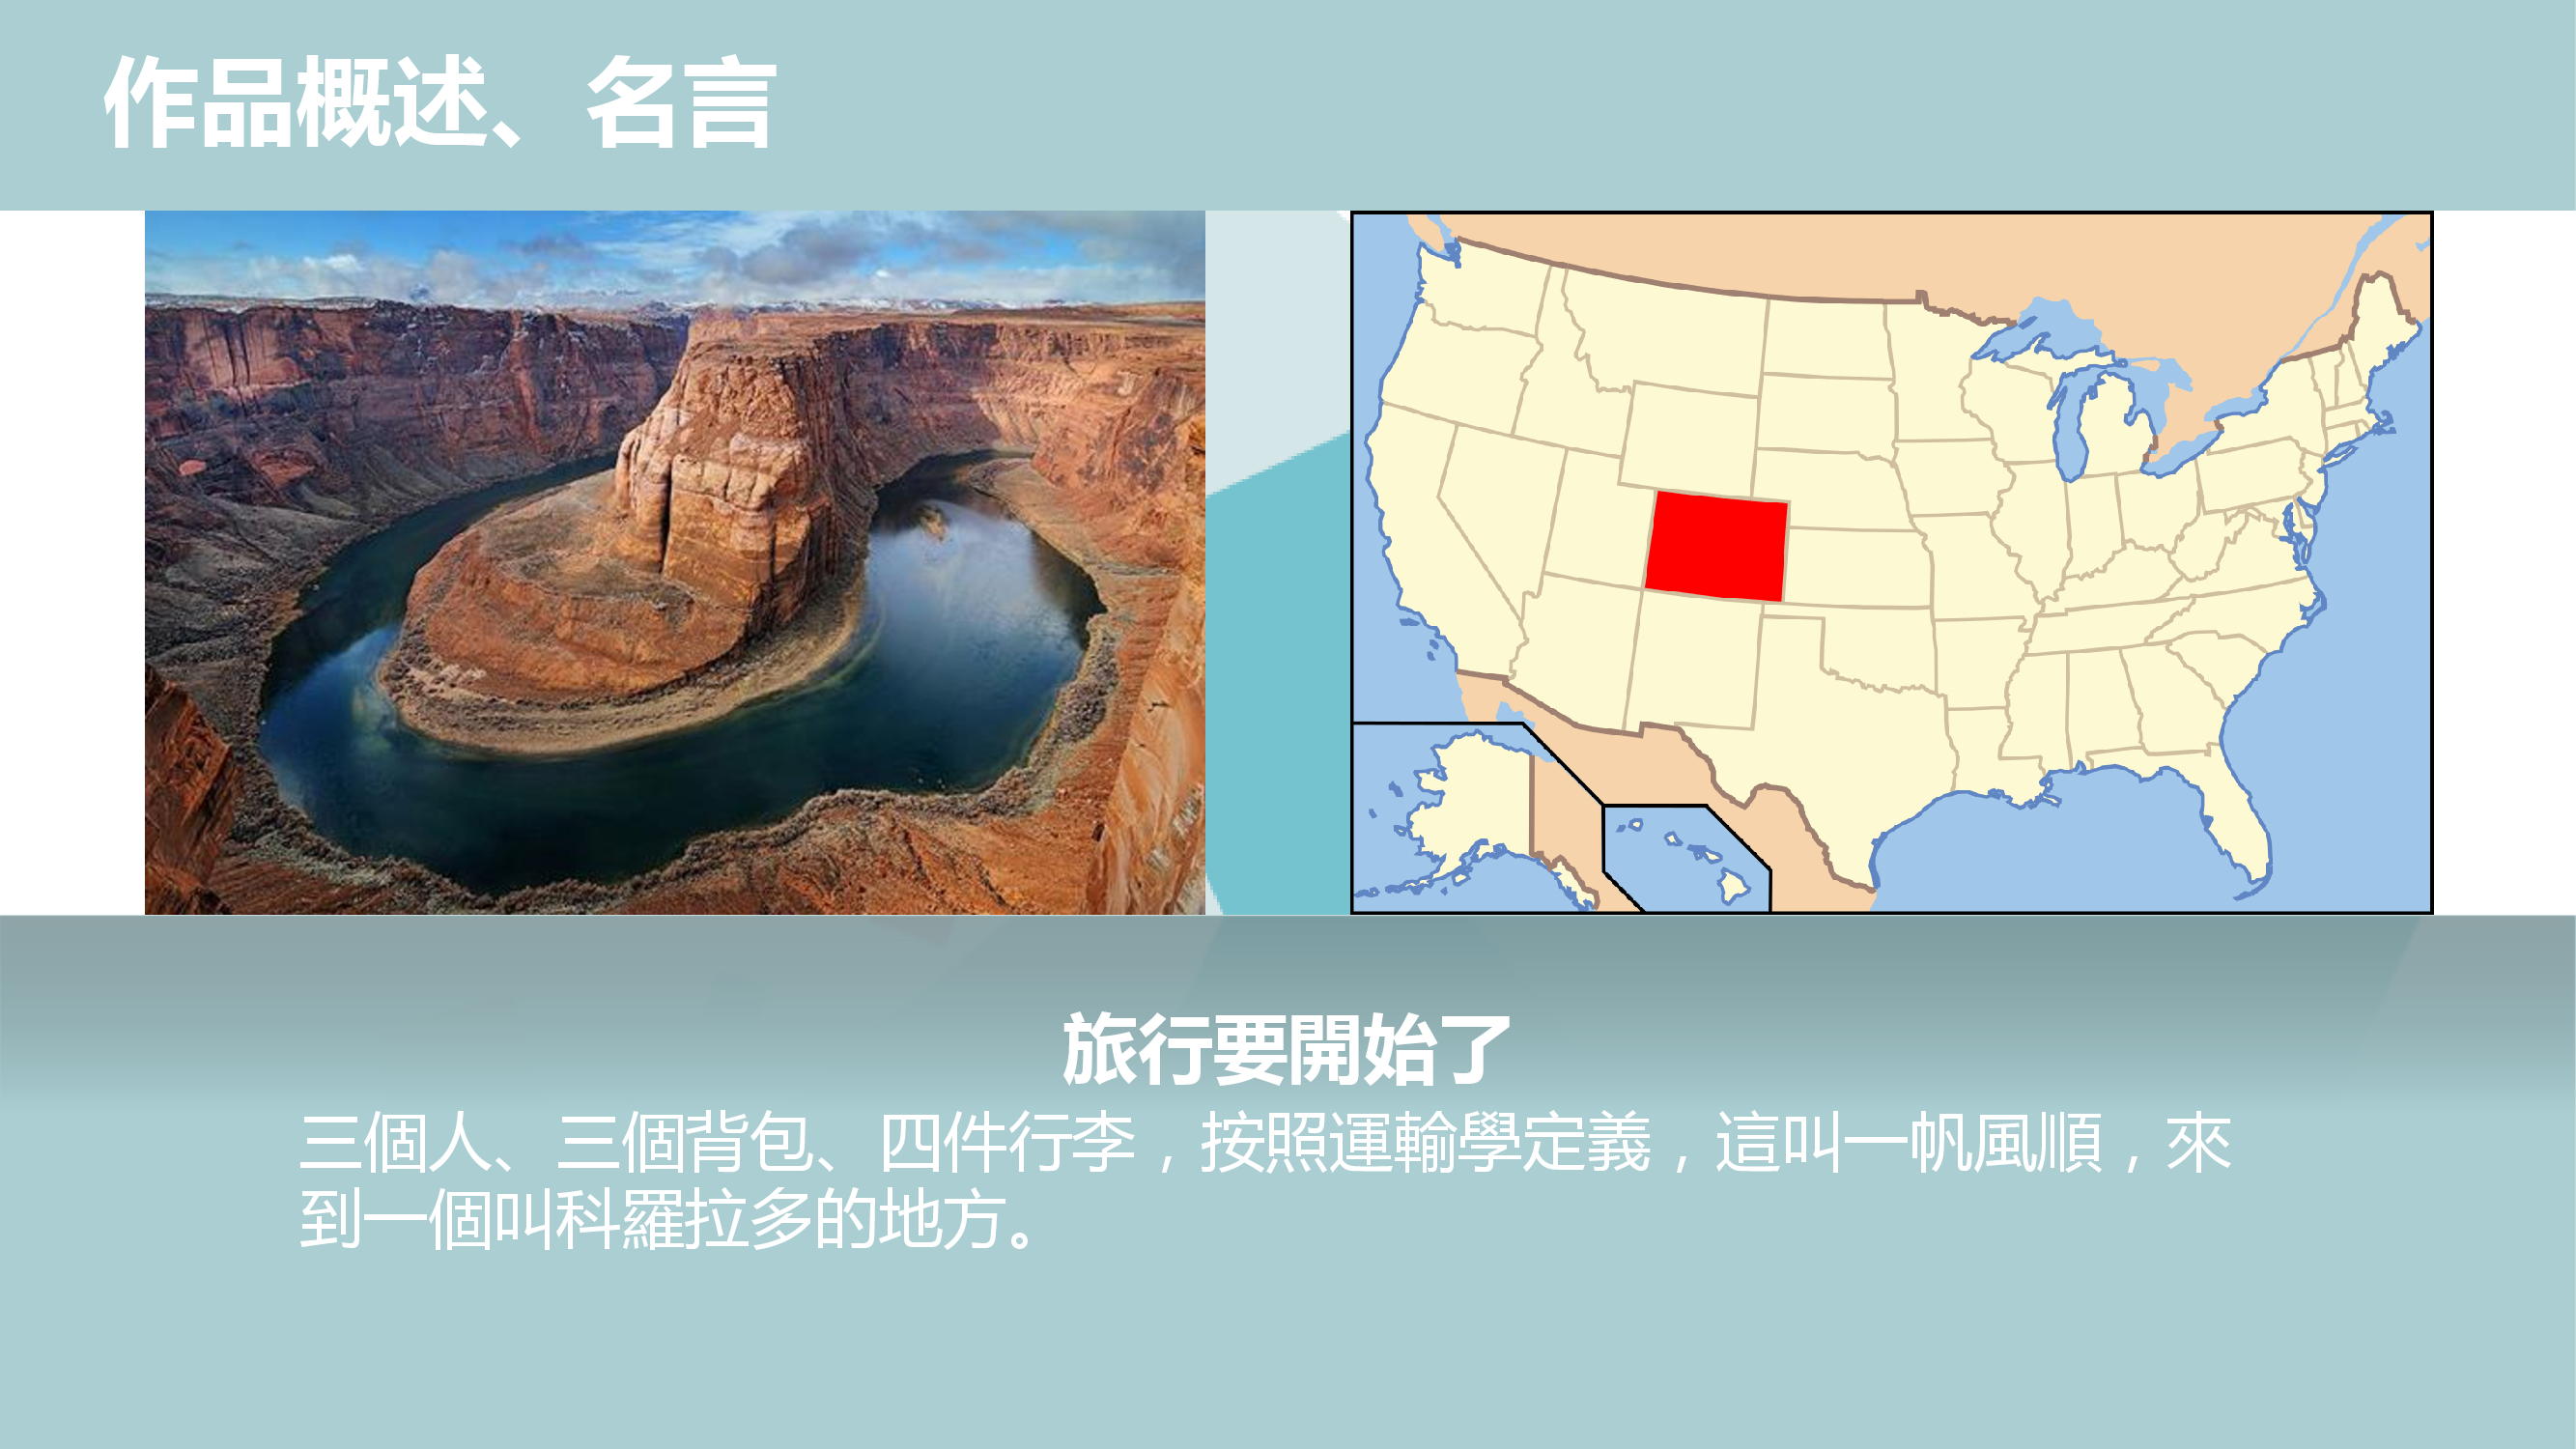 作品概述、名言
旅行要開始了
三個人、三個背包、四件行李，按照運輸學定義，這叫一帆風順，來
到一個叫科羅拉多的地方。